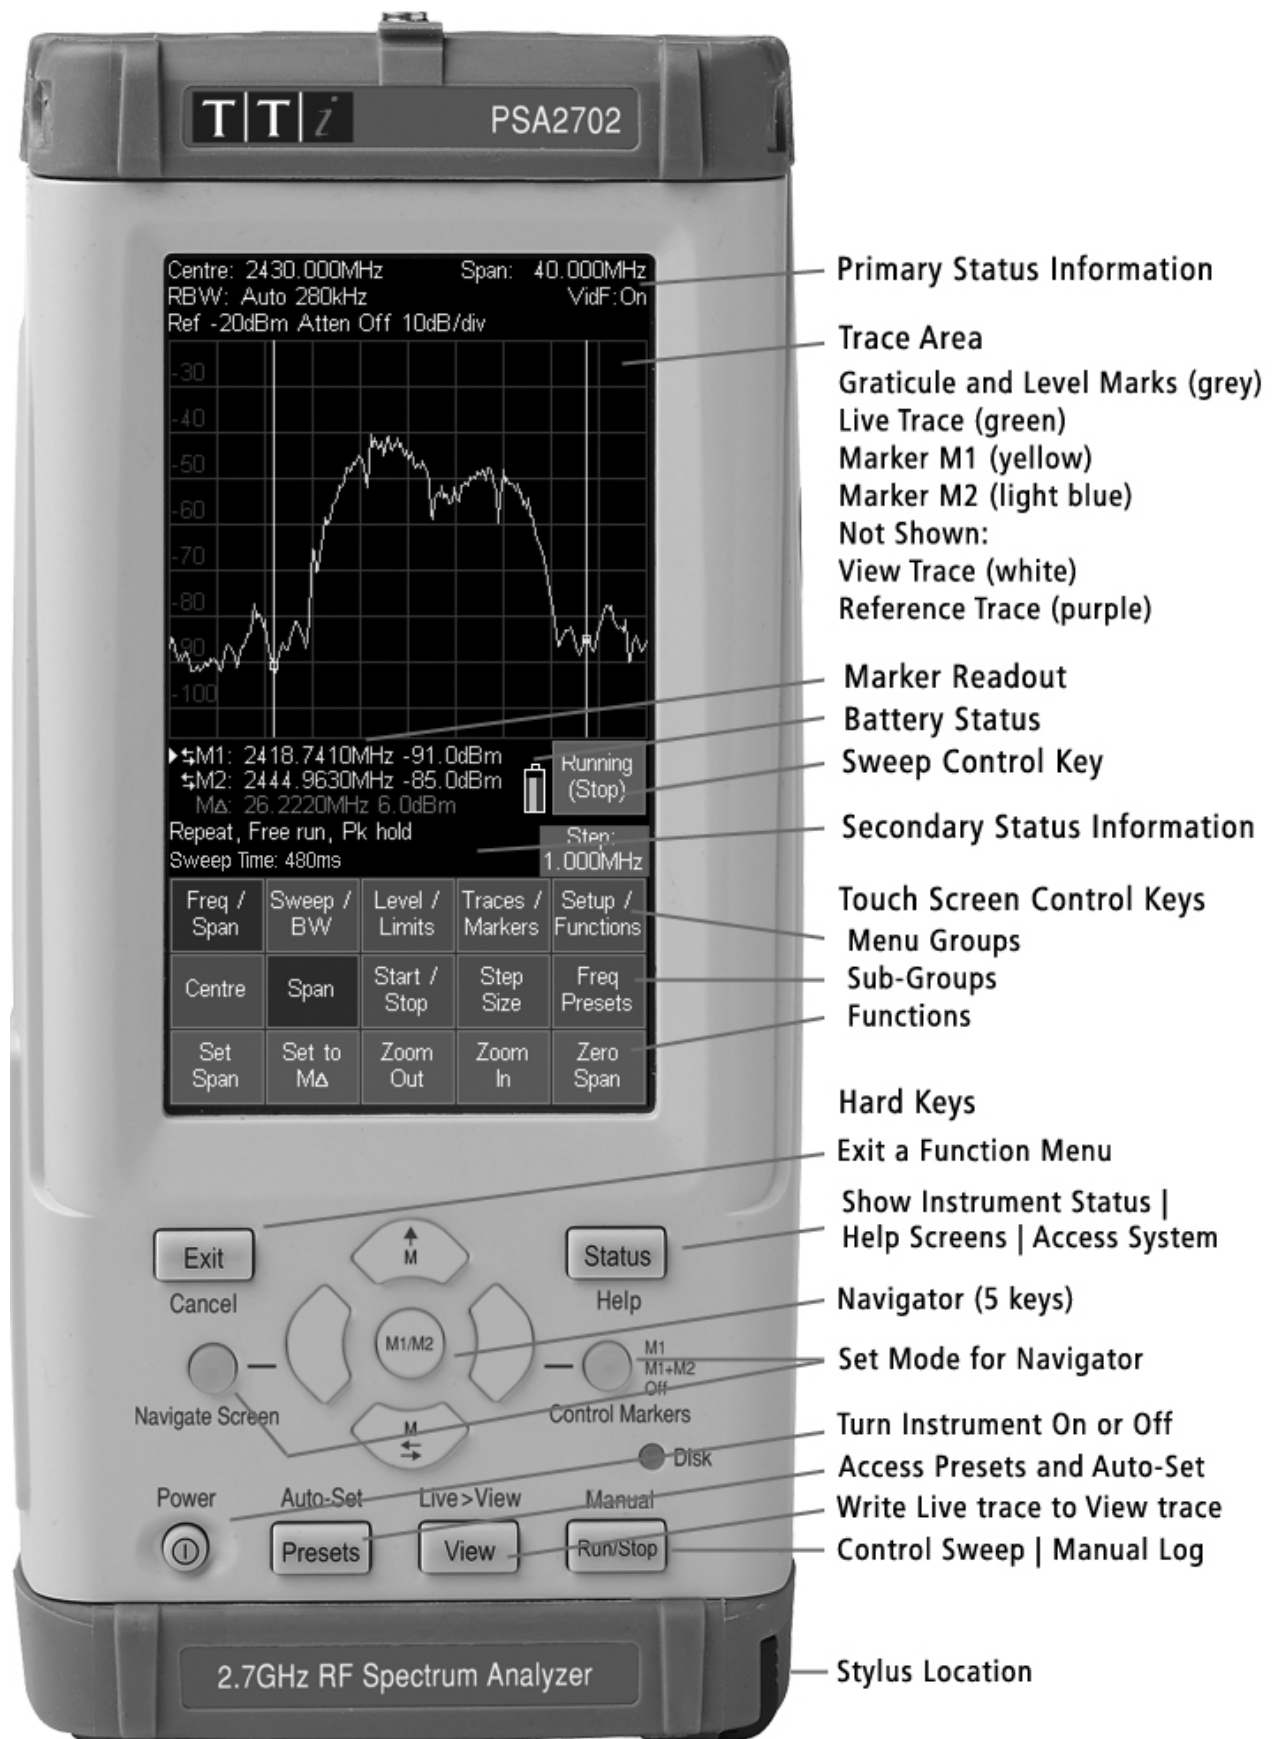 TTi
PSA2702
Centre: 2430.000MHz Span: 40.000MHz
RBW: Auto 280kHz VidF:On
Ref -20dBm Atten Off 10dB/div
-30
-40
-50
-60
-70
-80
-90
-100
M1: 2418.7410MHz -91.0dBm
M2: 2444.9630MHz -85.0dBm
MΔ: 26.2220MHz 6.0dBm
Running
(Stop)
Repeat, Free run, Pk hold
Sweep Time: 480ms
Step:
1.000MHz
Freq /
Span
Sweep /
BW
Level /
Limits
Traces /
Markers
Setup /
Functions
Centre
Span
Start /
Stop
Step
Size
Freq
Presets
Set
Span
Set to
MΔ
Zoom
Out
Zoom
In
Zero
Span
Exit
Cancel
M
Status
Help
M1/M2
Navigate Screen
M1
M1+M2
Off
Control Markers
M
Disk
Power
Auto-Set
Live>View
Manual
Presets
View
Run/Stop
2.7GHz RF Spectrum Analyzer
Primary Status Information
Trace Area
Graticule and Level Marks (grey)
Live Trace (green)
Marker M1 (yellow)
Marker M2 (light blue)
Not Shown:
View Trace (white)
Reference Trace (purple)
Marker Readout
Battery Status
Sweep Control Key
Secondary Status Information
Touch Screen Control Keys
Menu Groups
Sub-Groups
Functions
Hard Keys
Exit a Function Menu
Show Instrument Status |
Help Screens | Access System
Navigator (5 keys)
Set Mode for Navigator
Turn Instrument On or Off
Access Presets and Auto-Set
Write Live trace to View trace
Control Sweep | Manual Log
Stylus Location